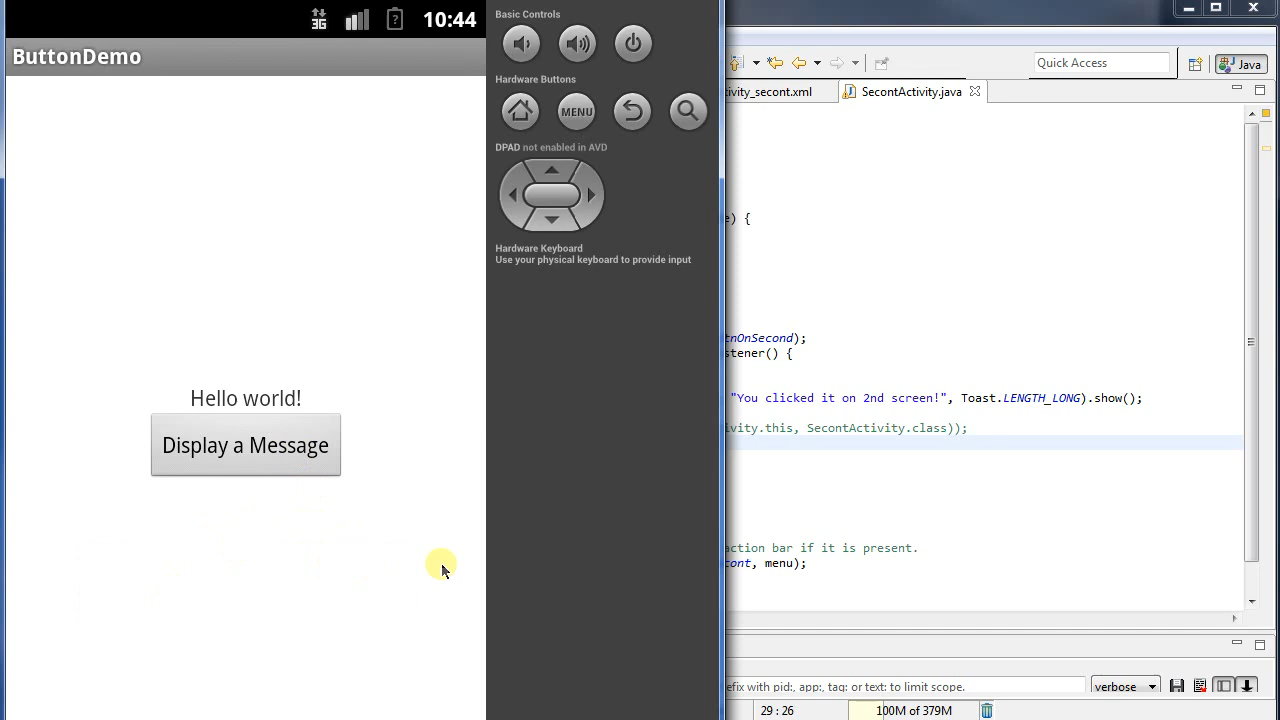 3G
10:44
ButtonDemo
Hello world!
Display a Message
Basic Controls
Hardware Buttons
MENU
DPAD not enabled in AVD
Hardware Keyboard
Use your physical keyboard to provide input
Quick Access
Java
tivity_secont.xml
SecontActivity.java
e) {
tnOnSecond);
stener() {
"You clicked it on 2nd screen!", Toast.LENGTH_LONG).show();
ivity.this, SecontActivity.class));
action bar if it is present.
cont, menu);
efix with pid:, app:, tag: or text: to limit scope.
verbose
29 : 26
100M of 379M